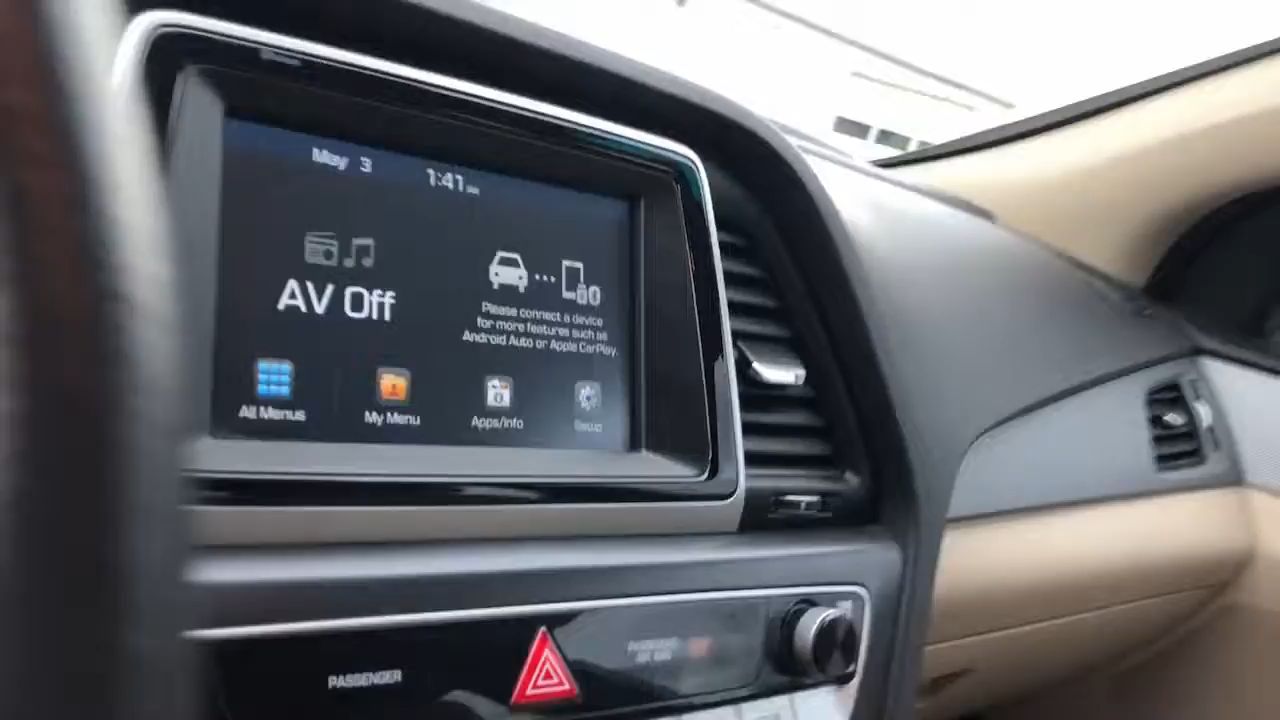 May 3
1:41
AV Off
Please connect a device
for more features such as
Android Auto or Apple CarPlay.
All Menus
My Menu
Apps/Info
Setup
PASSENGER